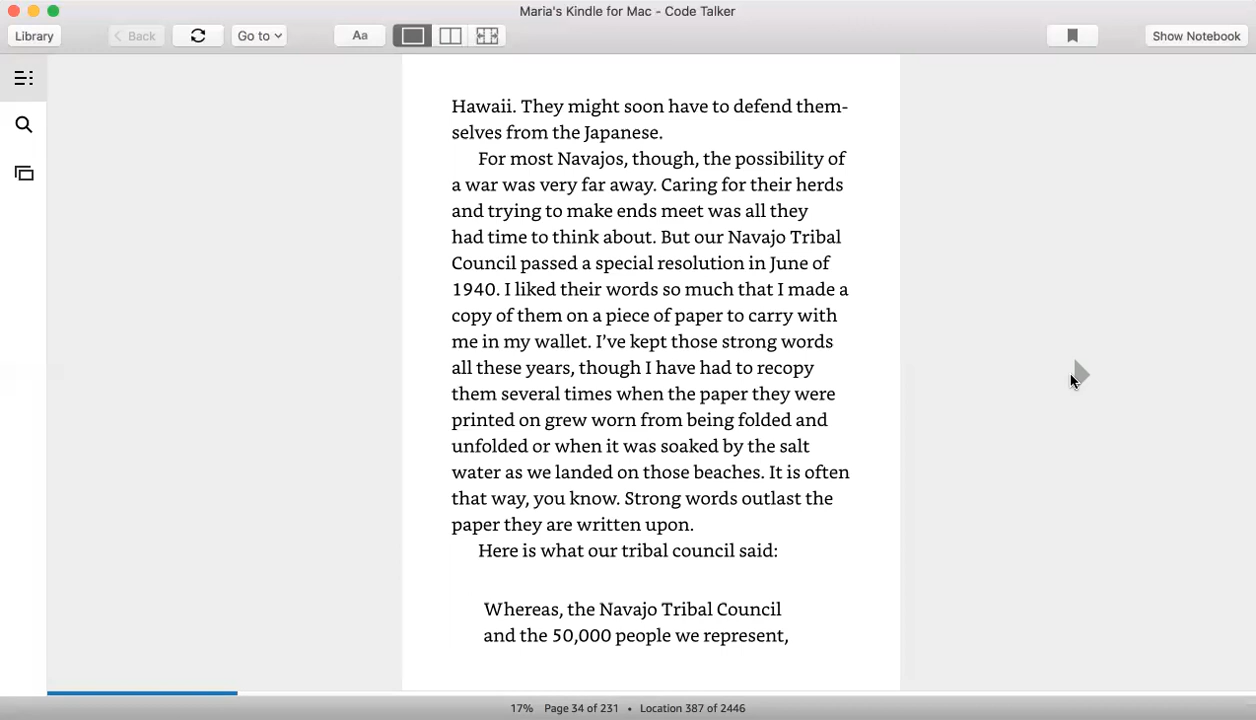 Maria's Kindle for Mac - Code Talker
Library
Back
Go to
Aa
Show Notebook
Hawaii. They might soon have to defend them-
selves from the Japanese.
For most Navajos, though, the possibility of
a war was very far away. Caring for their herds
and trying to make ends meet was all they
had time to think about. But our Navajo Tribal
Council passed a special resolution in June of
1940. I liked their words so much that I made a
copy of them on a piece of paper to carry with
me in my wallet. I’ve kept those strong words
all these years, though I have had to recopy
them several times when the paper they were
printed on grew worn from being folded and
unfolded or when it was soaked by the salt
water as we landed on those beaches. It is often
that way, you know. Strong words outlast the
paper they are written upon.
Here is what our tribal council said:
Whereas, the Navajo Tribal Council
and the 50,000 people we represent,
17% Page 34 of 231 • Location 387 of 2446